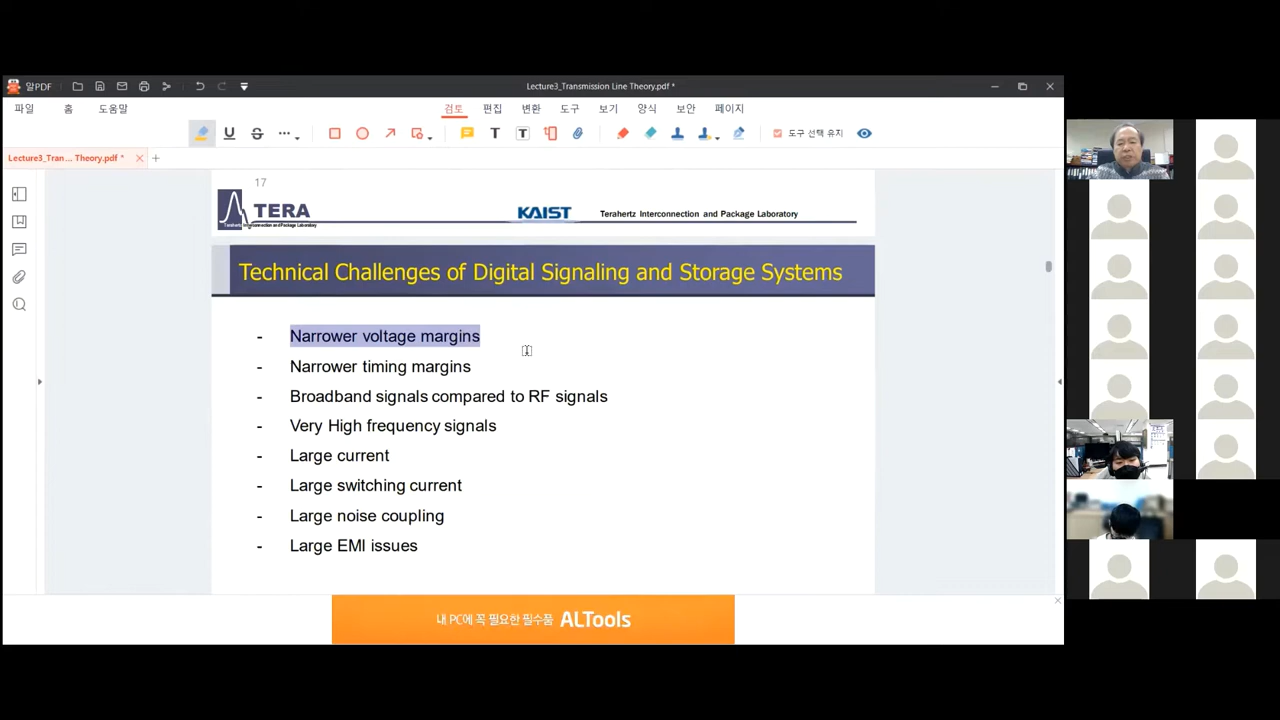 알PDF
Lecture3_Transmission Line Theory.pdf *
파일 홈 도움말 검토 편집 변환 도구 보기 양식 보안 페이지
도구 선택 유지
Lecture3_Tran... Theory.pdf *
17
TERA
Terahertz Interconnection and Package Laboratory
KAIST
Terahertz Interconnection and Package Laboratory
Technical Challenges of Digital Signaling and Storage Systems
- Narrower voltage margins
- Narrower timing margins
- Broadband signals compared to RF signals
- Very High frequency signals
- Large current
- Large switching current
- Large noise coupling
- Large EMI issues
내 PC에 꼭 필요한 필수품 ALTools